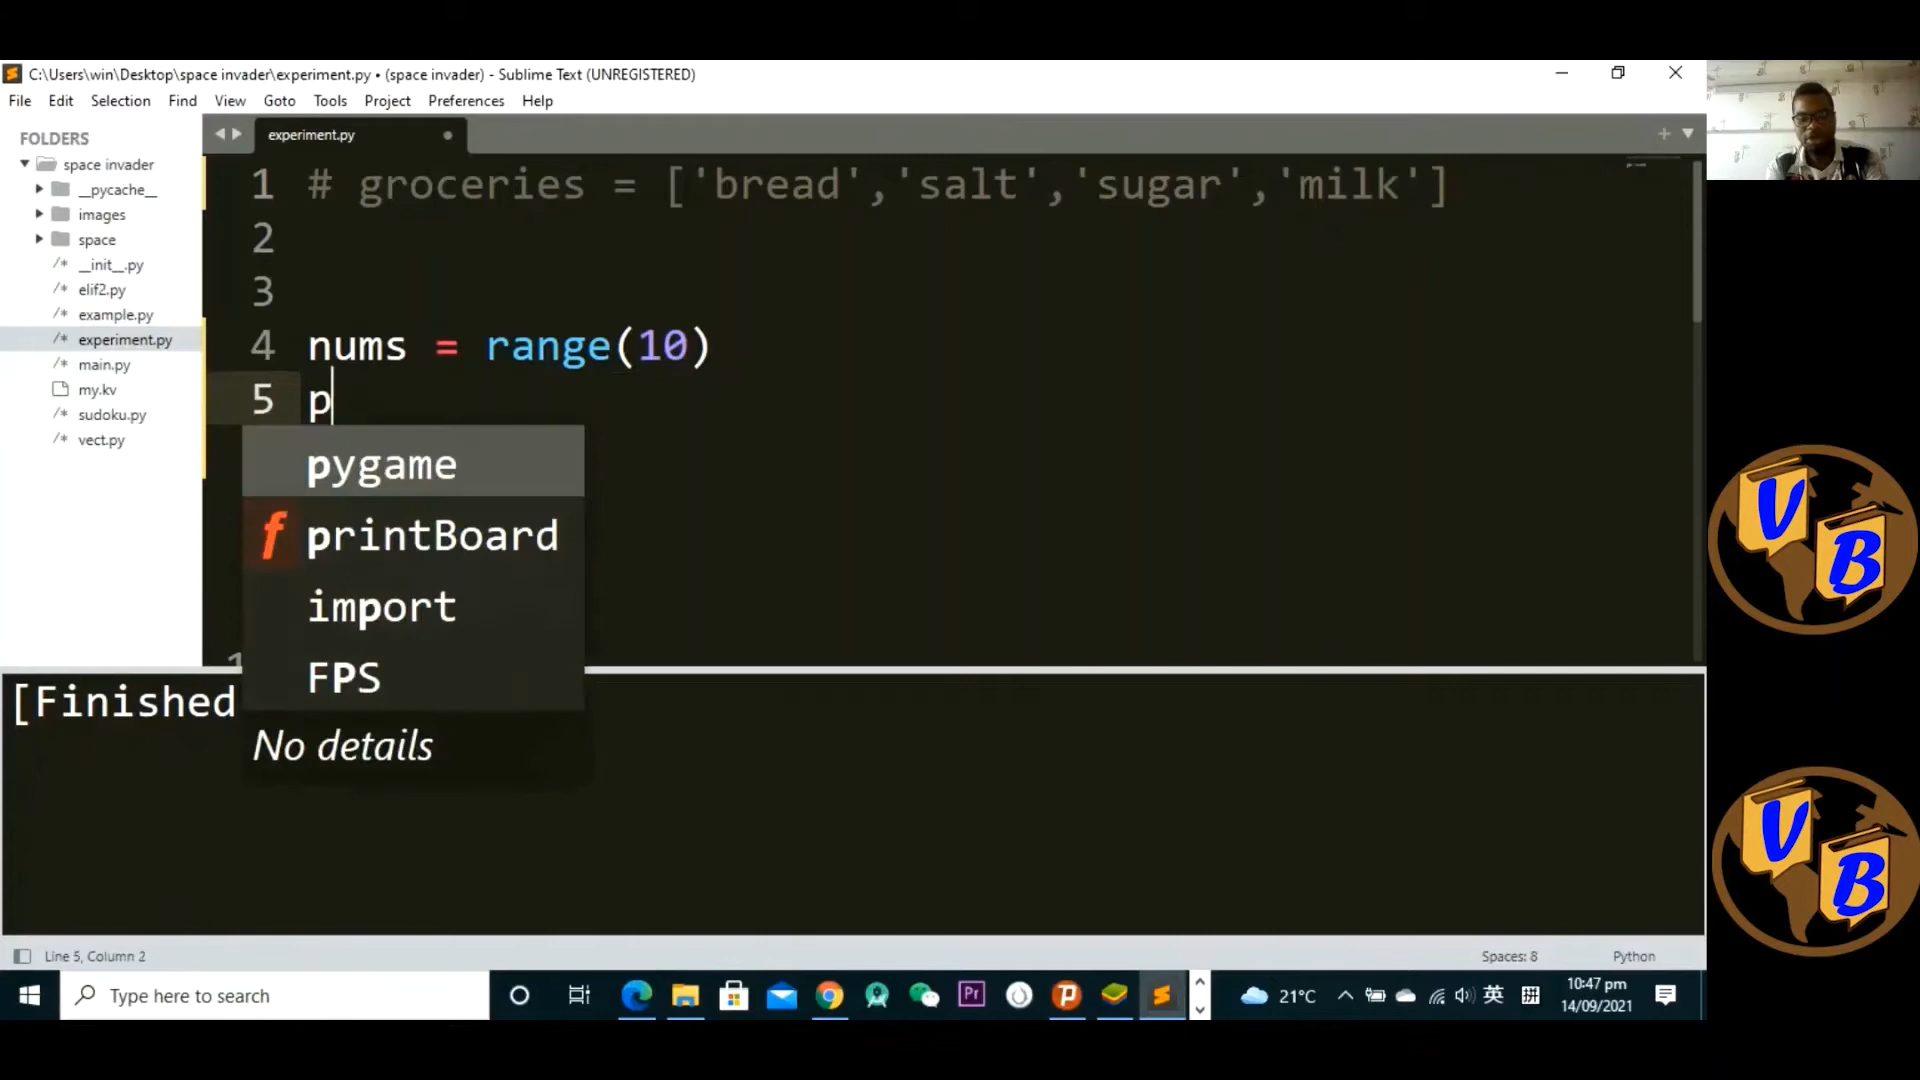 C:\Users\win\Desktop\space invader\experiment.py • (space invader) - Sublime Text (UNREGISTERED)
File Edit Selection Find View Goto Tools Project Preferences Help
FOLDERS
space invader
__pycache__
images
space
__init__.py
elif2.py
example.py
experiment.py
main.py
my.kv
sudoku.py
vect.py
experiment.py
1 # groceries = ['bread','salt','sugar','milk']
2
3
4 nums = range(10)
5 p
pygame
f printBoard
import
FPS
No details
[Finished
Line 5, Column 2
Spaces: 8
Python
Type here to search
Pr
21°C
英
10:47 pm
14/09/2021
V
B
V
B